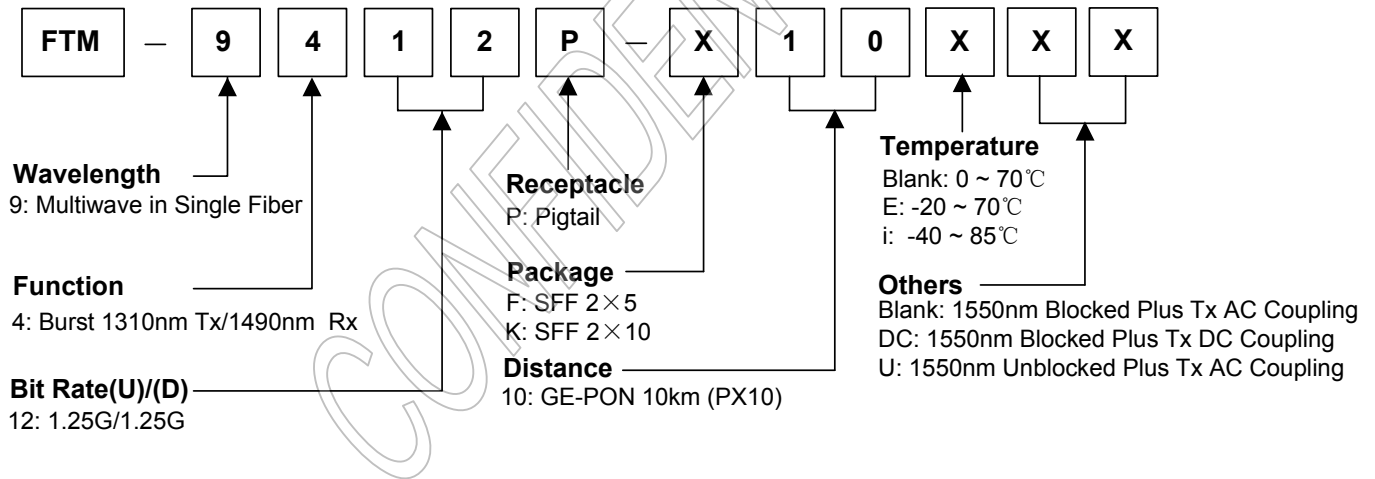 FTM — 9 4 1 2 P — X 1 0 X X X
Wavelength
9: Multiwave in Single Fiber
Function
4: Burst 1310nm Tx/1490nm Rx
Bit Rate(U)/(D)
12: 1.25G/1.25G
Receptacle
P: Pigtail
Package
F: SFF 2×5
K: SFF 2×10
Distance
10: GE-PON 10km (PX10)
Temperature
Blank: 0 ~ 70℃
E: -20 ~ 70℃
i: -40 ~ 85℃
Others
Blank: 1550nm Blocked Plus Tx AC Coupling
DC: 1550nm Blocked Plus Tx DC Coupling
U: 1550nm Unblocked Plus Tx AC Coupling
CONFIDEN